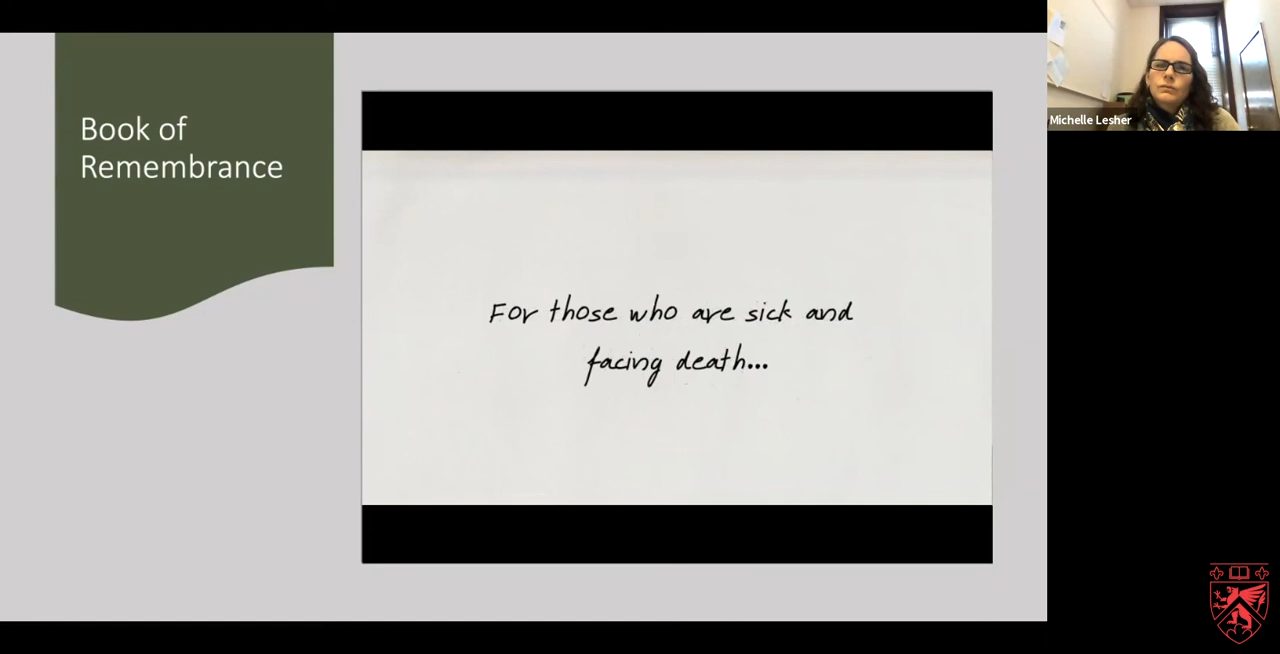 Book of
Remembrance
For those who are sick and
facing death...
Michelle Lesher